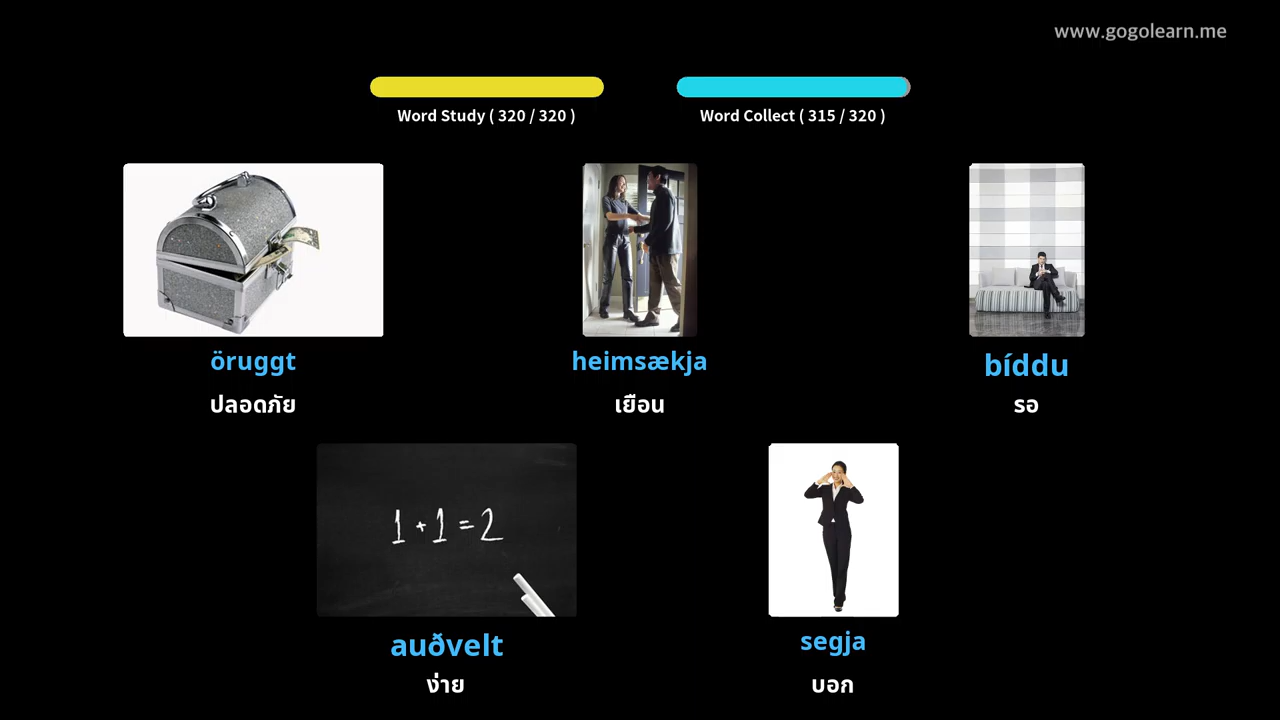 www.gogolearn.me
Word Study ( 320 / 320 )
Word Collect ( 315 / 320 )
öruggt
ปลอดภัย
heimsækja
เยือน
bíddu
รอ
1 + 1 = 2
auðvelt
ง่าย
segja
บอก